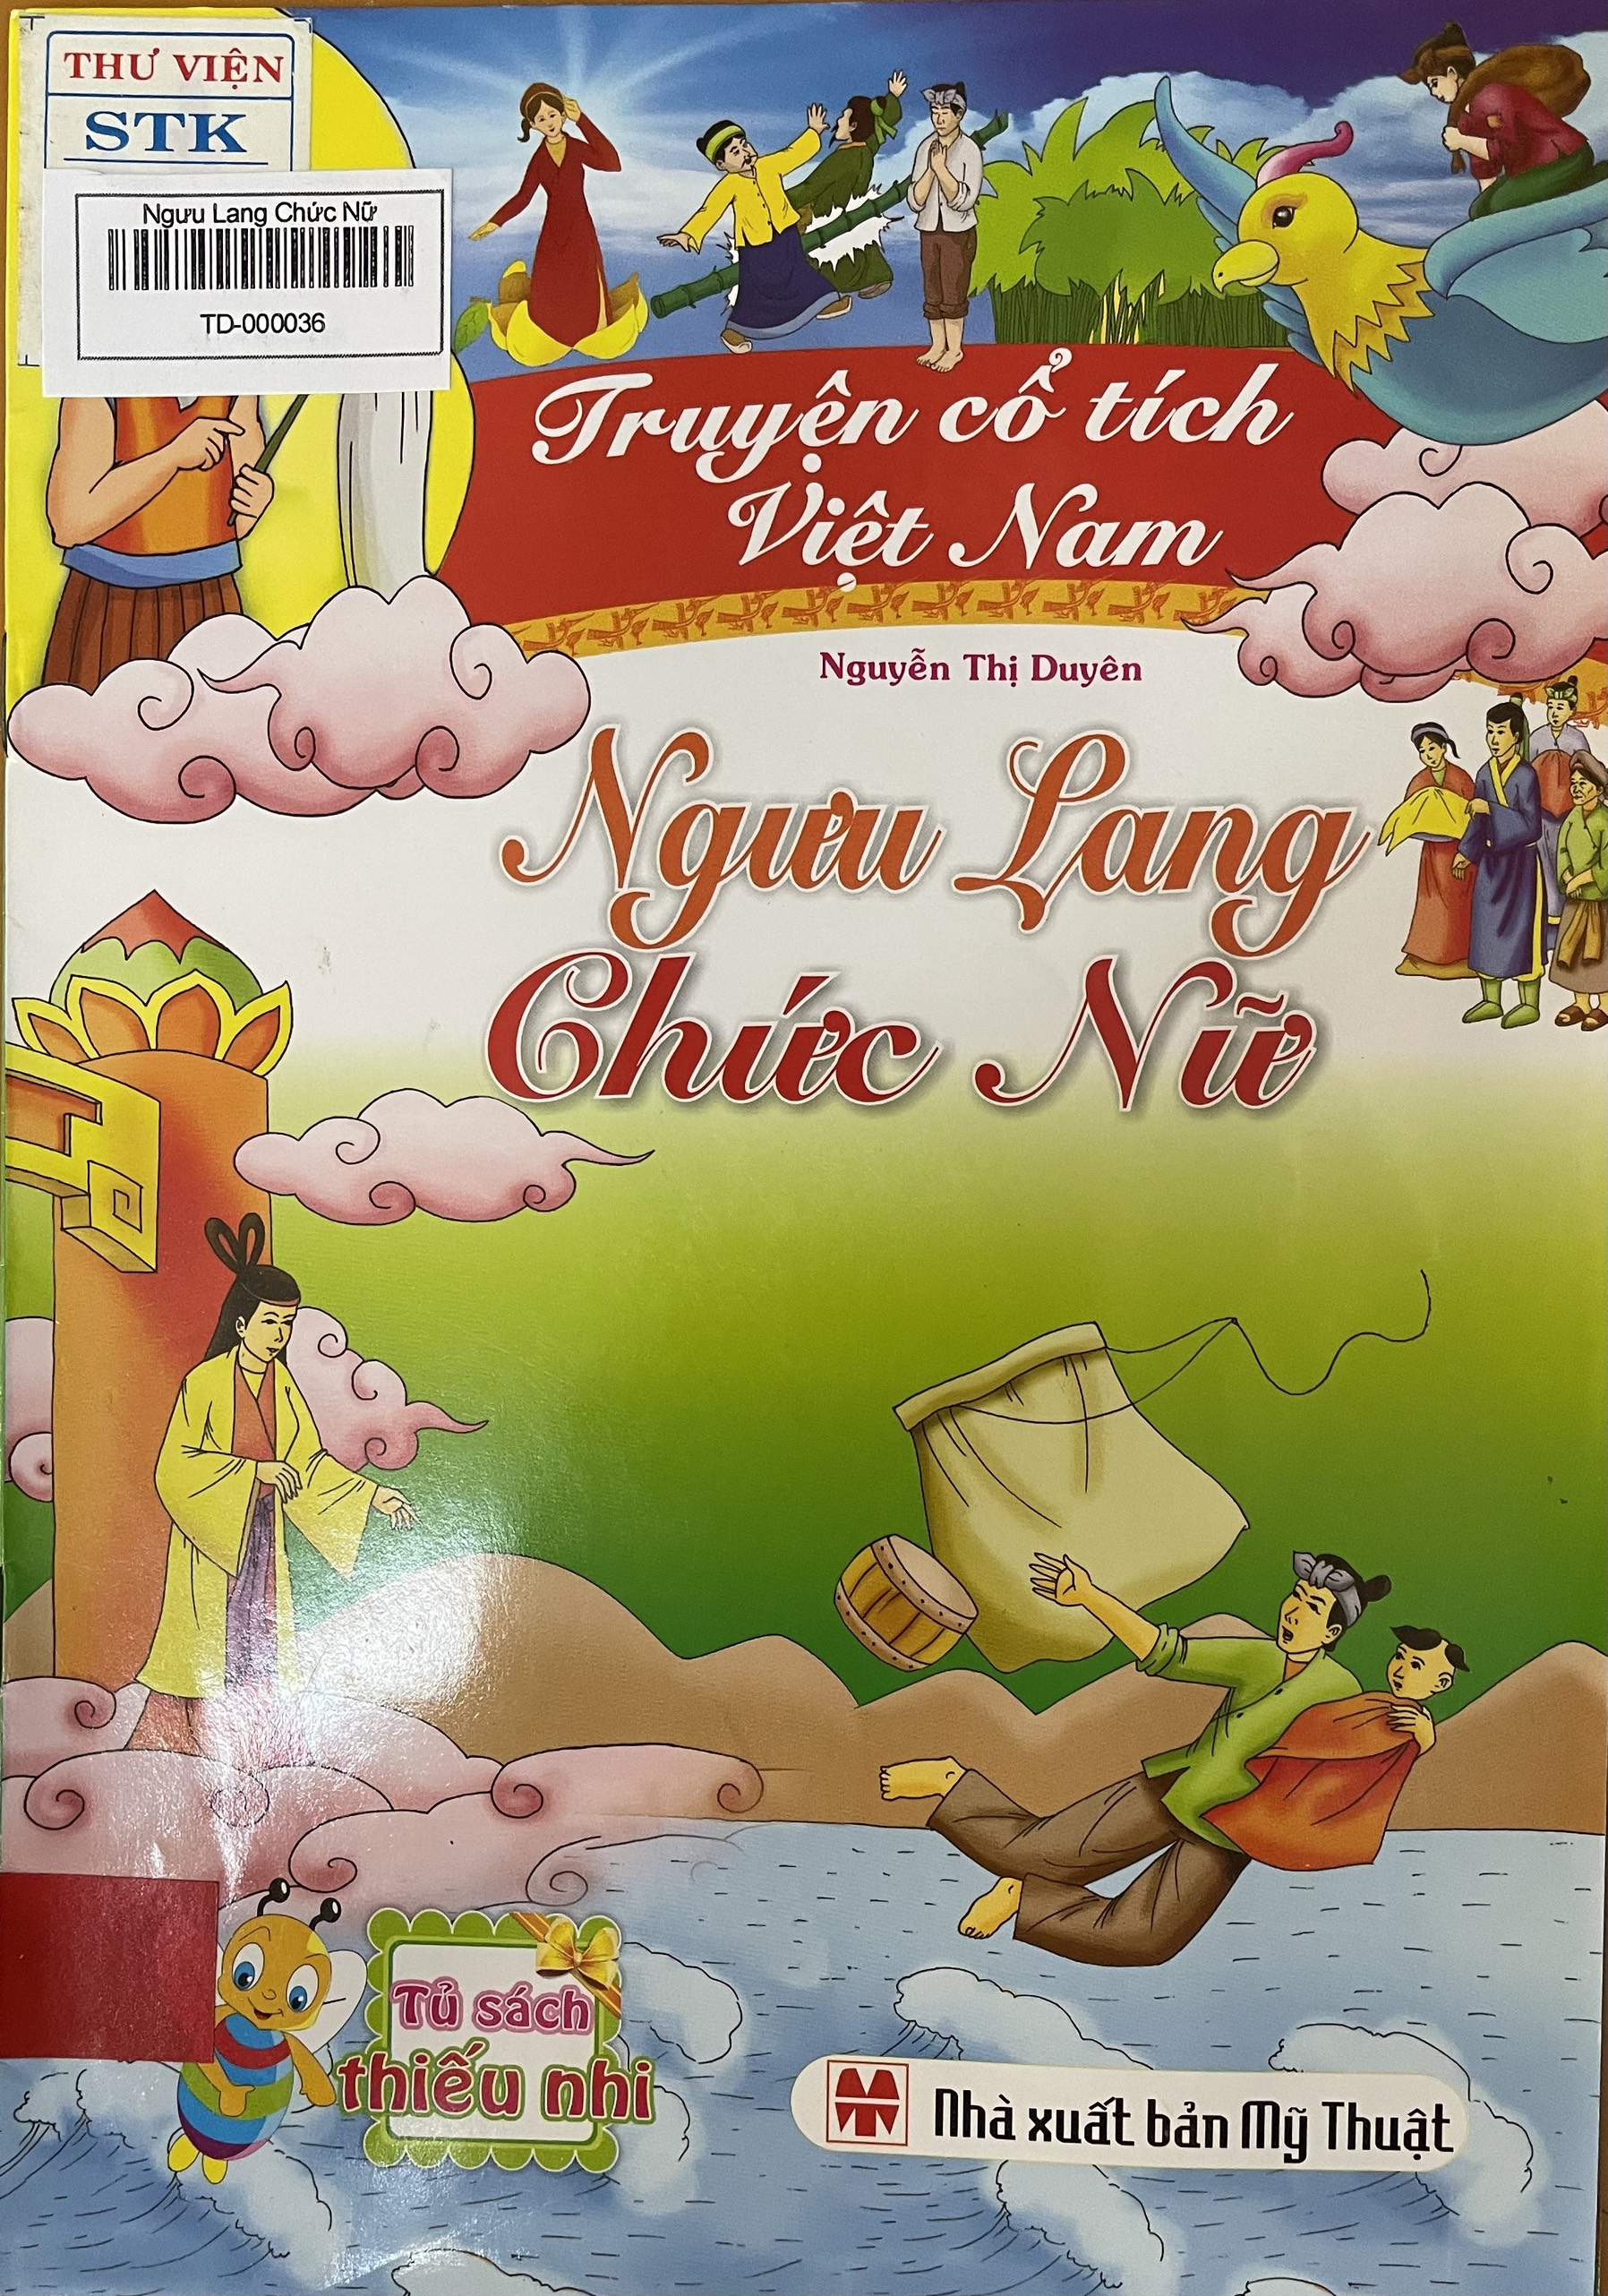 THƯ VIỆN
STK
Ngưu Lang Chức Nữ
TD-000036
Truyện cổ tích
Việt Nam
Nguyễn Thị Duyên
Ngưu Lang
Chức Nữ
Tủ sách
thiếu nhi
Nhà xuất bản Mỹ Thuật